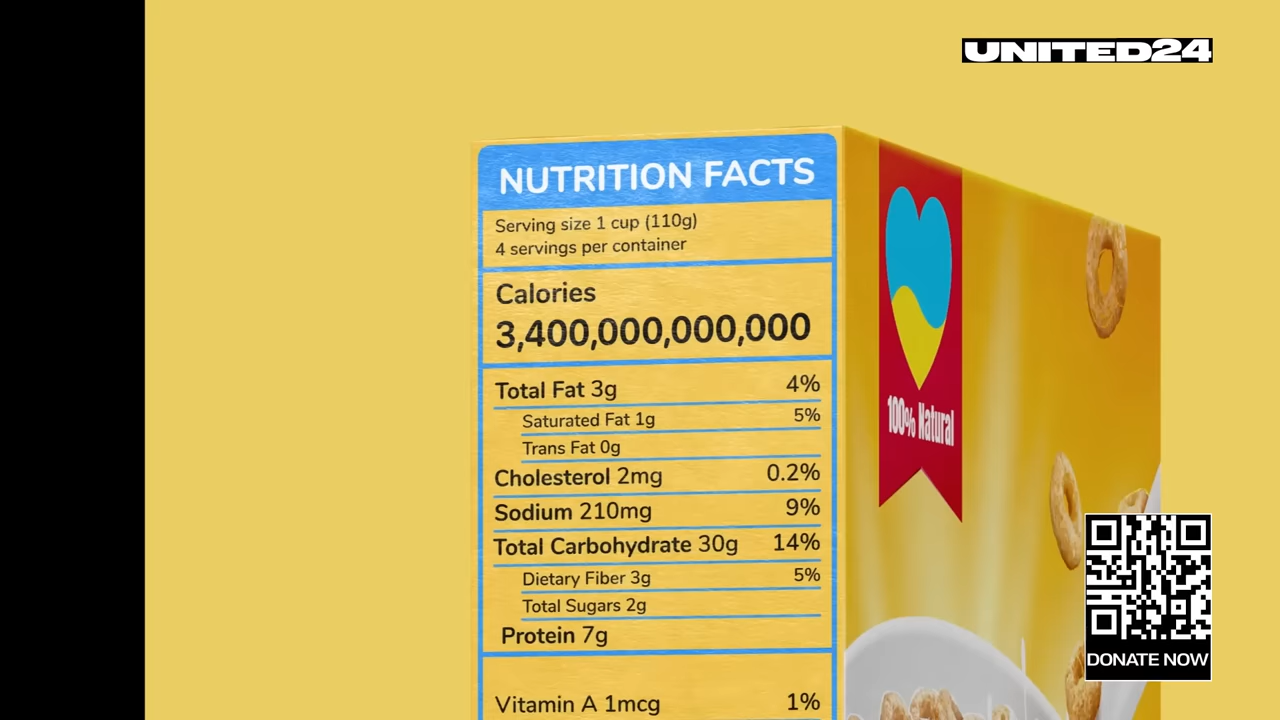 UNITED24
NUTRITION FACTS
Serving size 1 cup (110g)
4 servings per container
Calories
3,400,000,000,000
Total Fat 3g 4%
Saturated Fat 1g 5%
Trans Fat 0g
Cholesterol 2mg 0.2%
Sodium 210mg 9%
Total Carbohydrate 30g 14%
Dietary Fiber 3g 5%
Total Sugars 2g
Protein 7g
Vitamin A 1mcg 1%
100% Natural
DONATE NOW